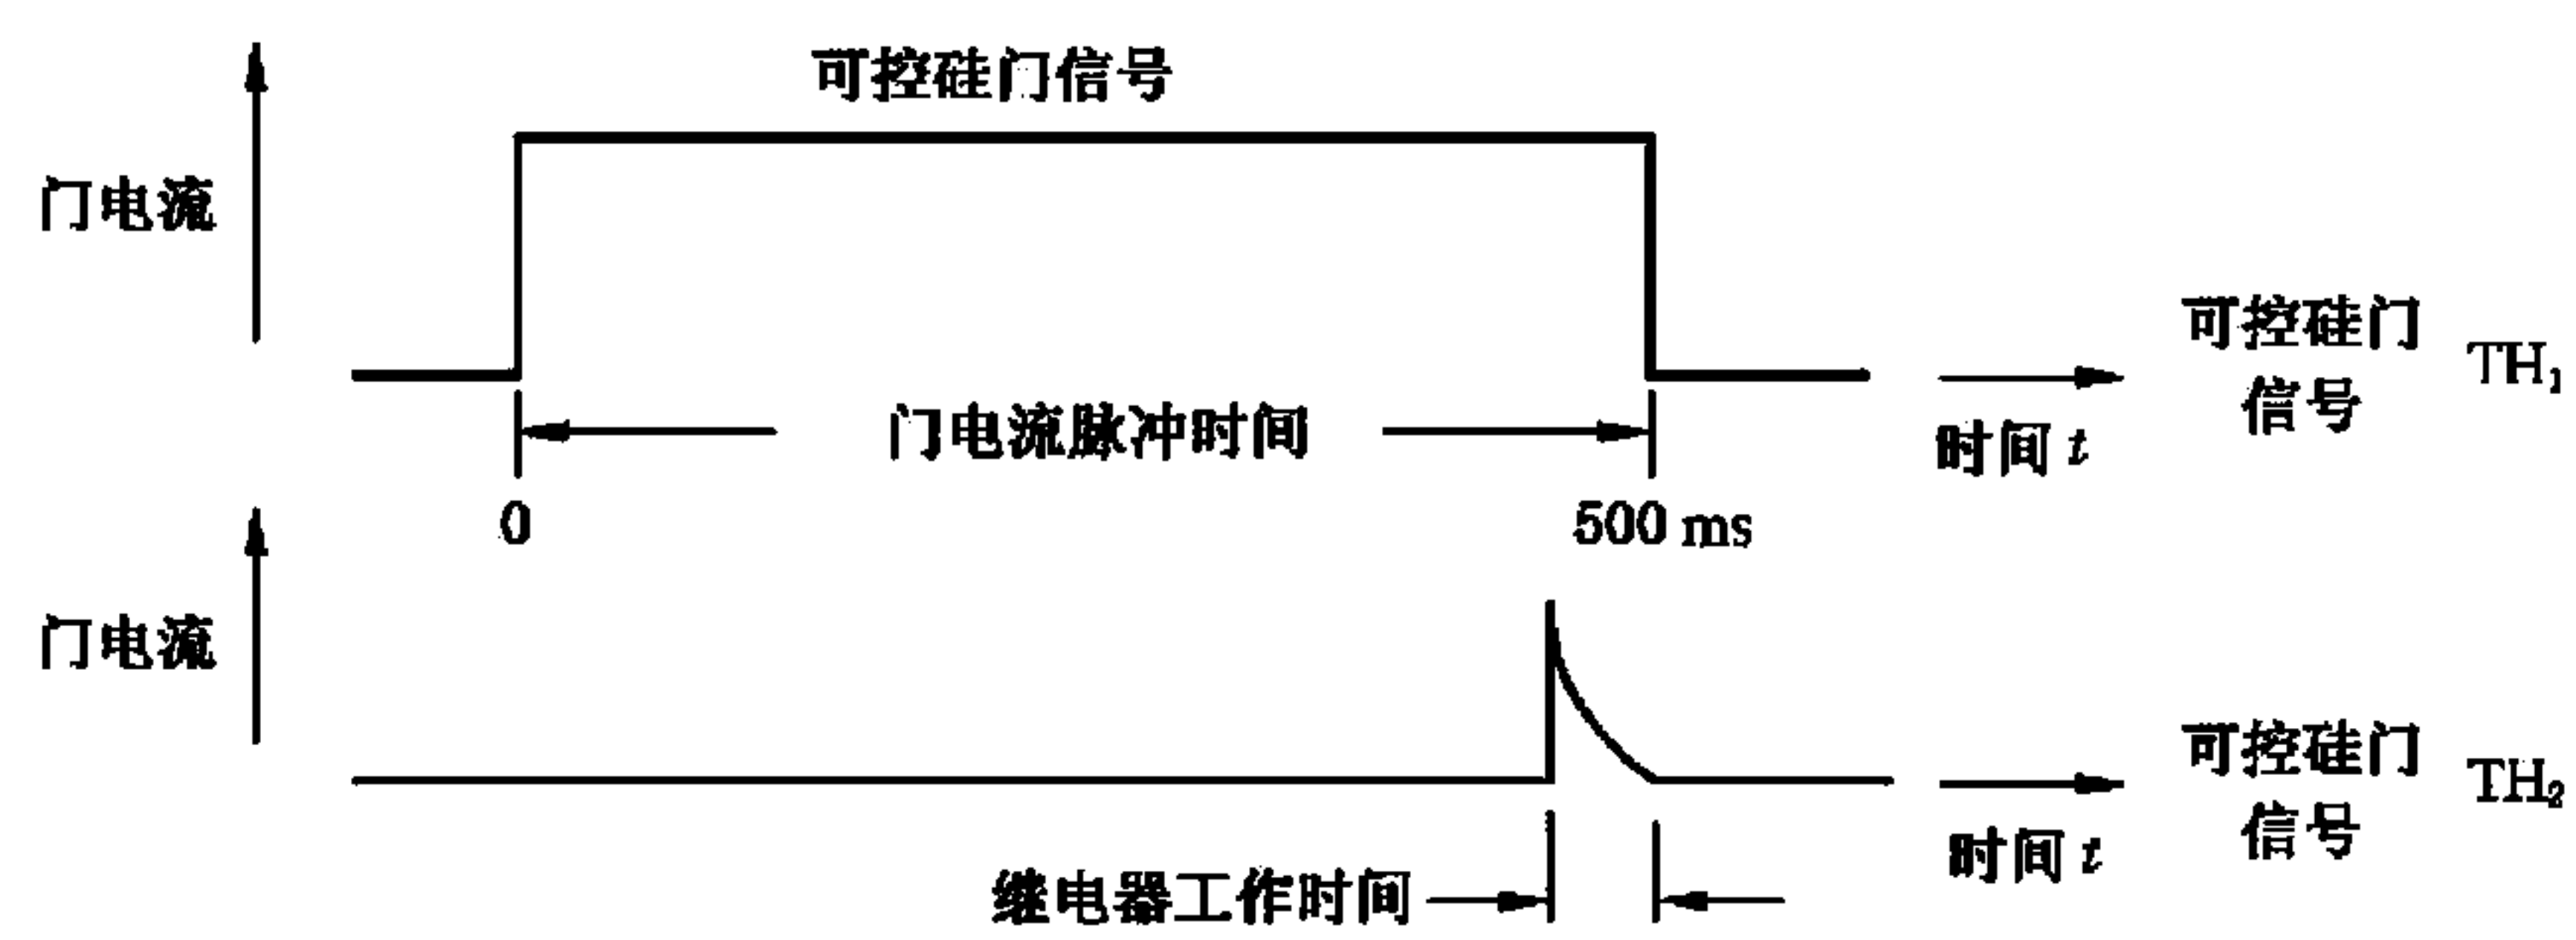 可控硅门信号
门电流
可控硅门
信号
TH₁
门电流脉冲时间
时间 t
0
500 ms
门电流
可控硅门
信号
TH₂
时间 t
继电器工作时间